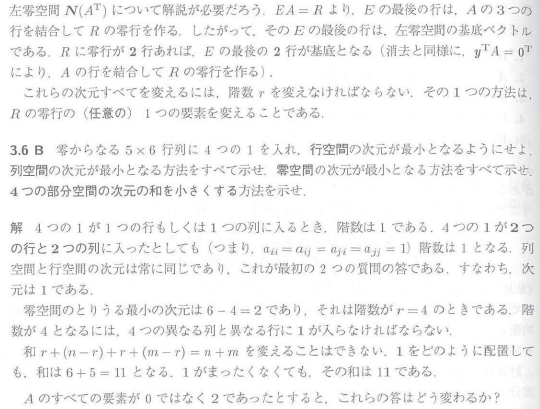 左零空間 N(Aᵀ) について解説が必要だろう．EA = R より，E の最後の行は，A の 3 つの
行を結合して R の零行を作る．したがって，その E の最後の行は，左零空間の基底ベクトル
である．R に零行が 2 行あれば，E の最後の 2 行が基底となる（消去と同様に，yᵀA = 0ᵀ
により，A の行を結合して R の零行を作る）．
これらの次元すべてを変えるには，階数 r を変えなければならない．その 1 つの方法は，
R の零行の（任意の） 1 つの要素を変えることである．
3.6 B 零からなる 5×6 行列に 4 つの 1 を入れ，行空間の次元が最小となるようにせよ．
列空間の次元が最小となる方法をすべて示せ．零空間の次元が最小となる方法をすべて示せ．
4 つの部分空間の次元の和を小さくする方法を示せ．
解 4 つの 1 が 1 つの行もしくは 1 つの列に入るとき，階数は 1 である．4 つの 1 が 2 つ
の行と 2 つの列に入ったとしても（つまり，aᵢᵢ = aᵢⱼ = aⱼᵢ = aⱼⱼ = 1）階数は 1 となる．列
空間と行空間の次元は常に同じであり，これが最初の 2 つの質問の答である．すなわち，次
元は 1 である．
零空間のとりうる最小の次元は 6 − 4 = 2 であり，それは階数が r = 4 のときである．階
数が 4 となるには，4 つの異なる列と異なる行に 1 が入らなければならない．
和 r + (n − r) + r + (m − r) = n + m を変えることはできない．1 をどのように配置して
も，和は 6 + 5 = 11 となる．1 がまったくなくても，その和は 11 である．
A のすべての要素が 0 ではなく 2 であったとすると，これらの答はどう変わるか？